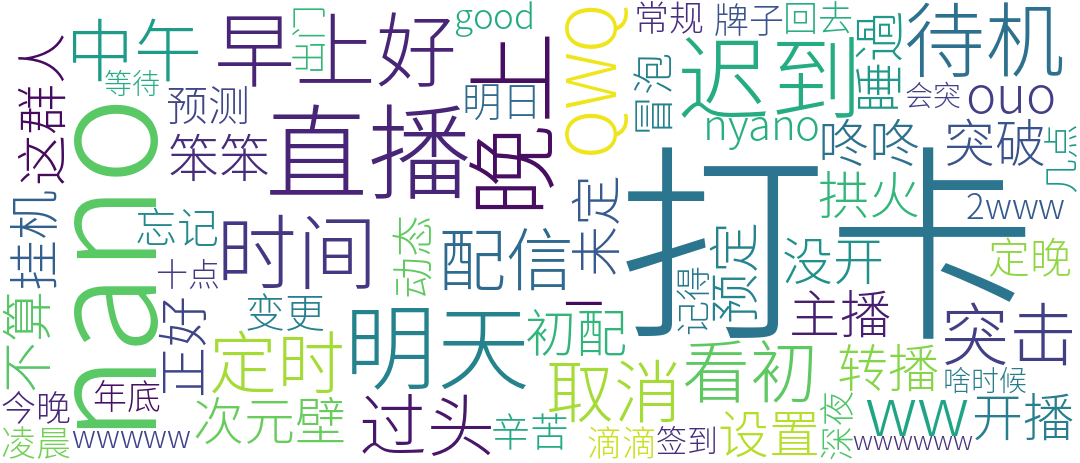 人
中午
早上好
出门
good
上
OWO
常规
牌子
回去
睡過
待机
等待
预测
明日
迟到
冒泡
会突
ouo
这群
nano
笨笨
直播
晚
nyano
咚咚
突破
几点
挂机
忘记
时间
动态
配信
未定
打卡
拱火
2www
十点
记得
预定
没开
定晚
不算
正好
变更
一
初配
主播
突击
定时
明天
取消
看初
转播
啥时候
今晚
年底
次元壁
过头
辛苦
滴滴
签到
设置
深夜
ww
开播
凌晨
wwwww
wwwwww